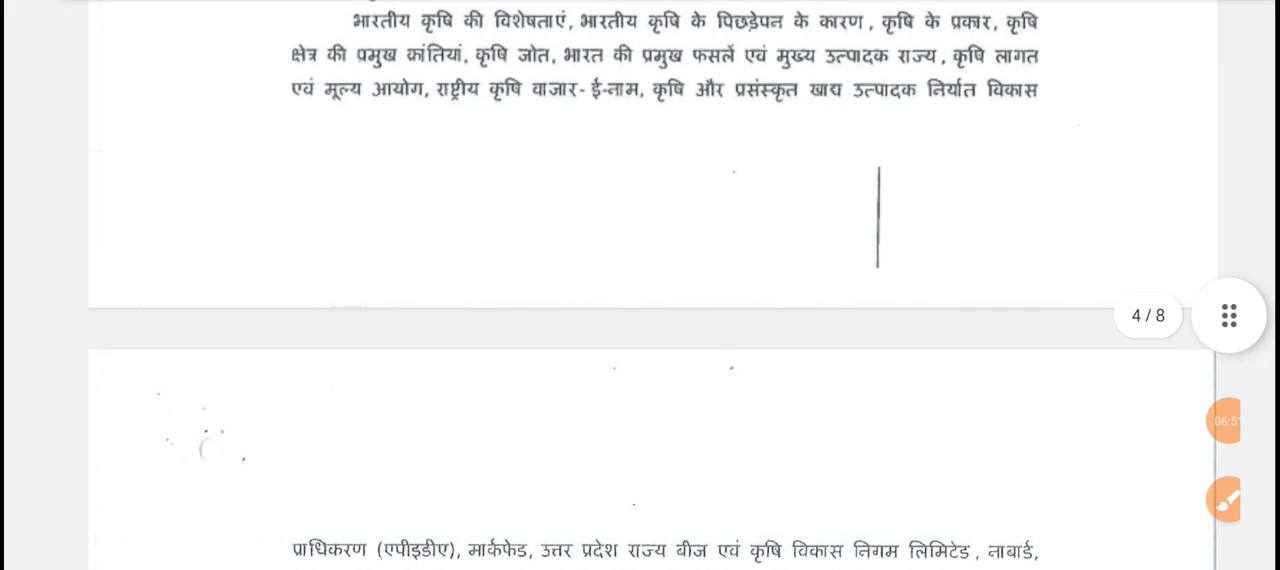 भारतीय कृषि की विशेषताएं, भारतीय कृषि के पिछड़ेपन के कारण, कृषि के प्रकार, कृषि
क्षेत्र की प्रमुख क्रांतियां, कृषि जोत, भारत की प्रमुख फसलें एवं मुख्य उत्पादक राज्य, कृषि लागत
एवं मूल्य आयोग, राष्ट्रीय कृषि वाजार- ई-नाम, कृषि और प्रसंस्कृत खाद्य उत्पादक निर्यात विकास
4 / 8
06:5
प्राधिकरण (एपीइडीए), मार्कफेड, उत्तर प्रदेश राज्य बीज एवं कृषि विकास निगम लिमिटेड, नाबार्ड,